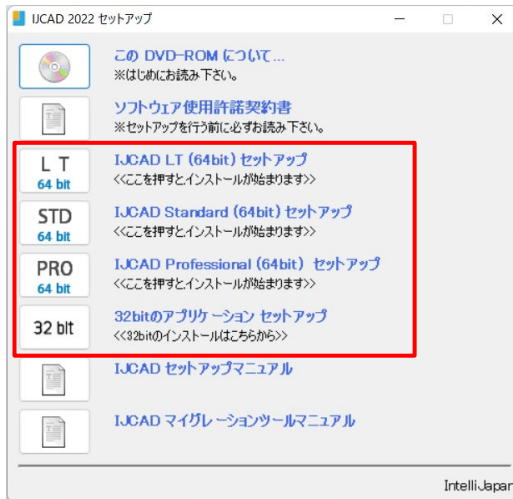 IJCAD 2022 セットアップ
この DVD-ROM について...
※はじめにお読み下さい。
ソフトウェア使用許諾契約書
※セットアップを行う前に必ずお読み下さい。
L T
64 bit
IJCAD LT (64bit) セットアップ
<<ここを押すとインストールが始まります>>
STD
64 bit
IJCAD Standard (64bit) セットアップ
<<ここを押すとインストールが始まります>>
PRO
64 bit
IJCAD Professional (64bit) セットアップ
<<ここを押すとインストールが始まります>>
32 bit
32bitのアプリケーション セットアップ
<<32bitのインストールはこちらから>>
IJCAD セットアップマニュアル
IJCAD マイグレーションツールマニュアル
IntelliJapan